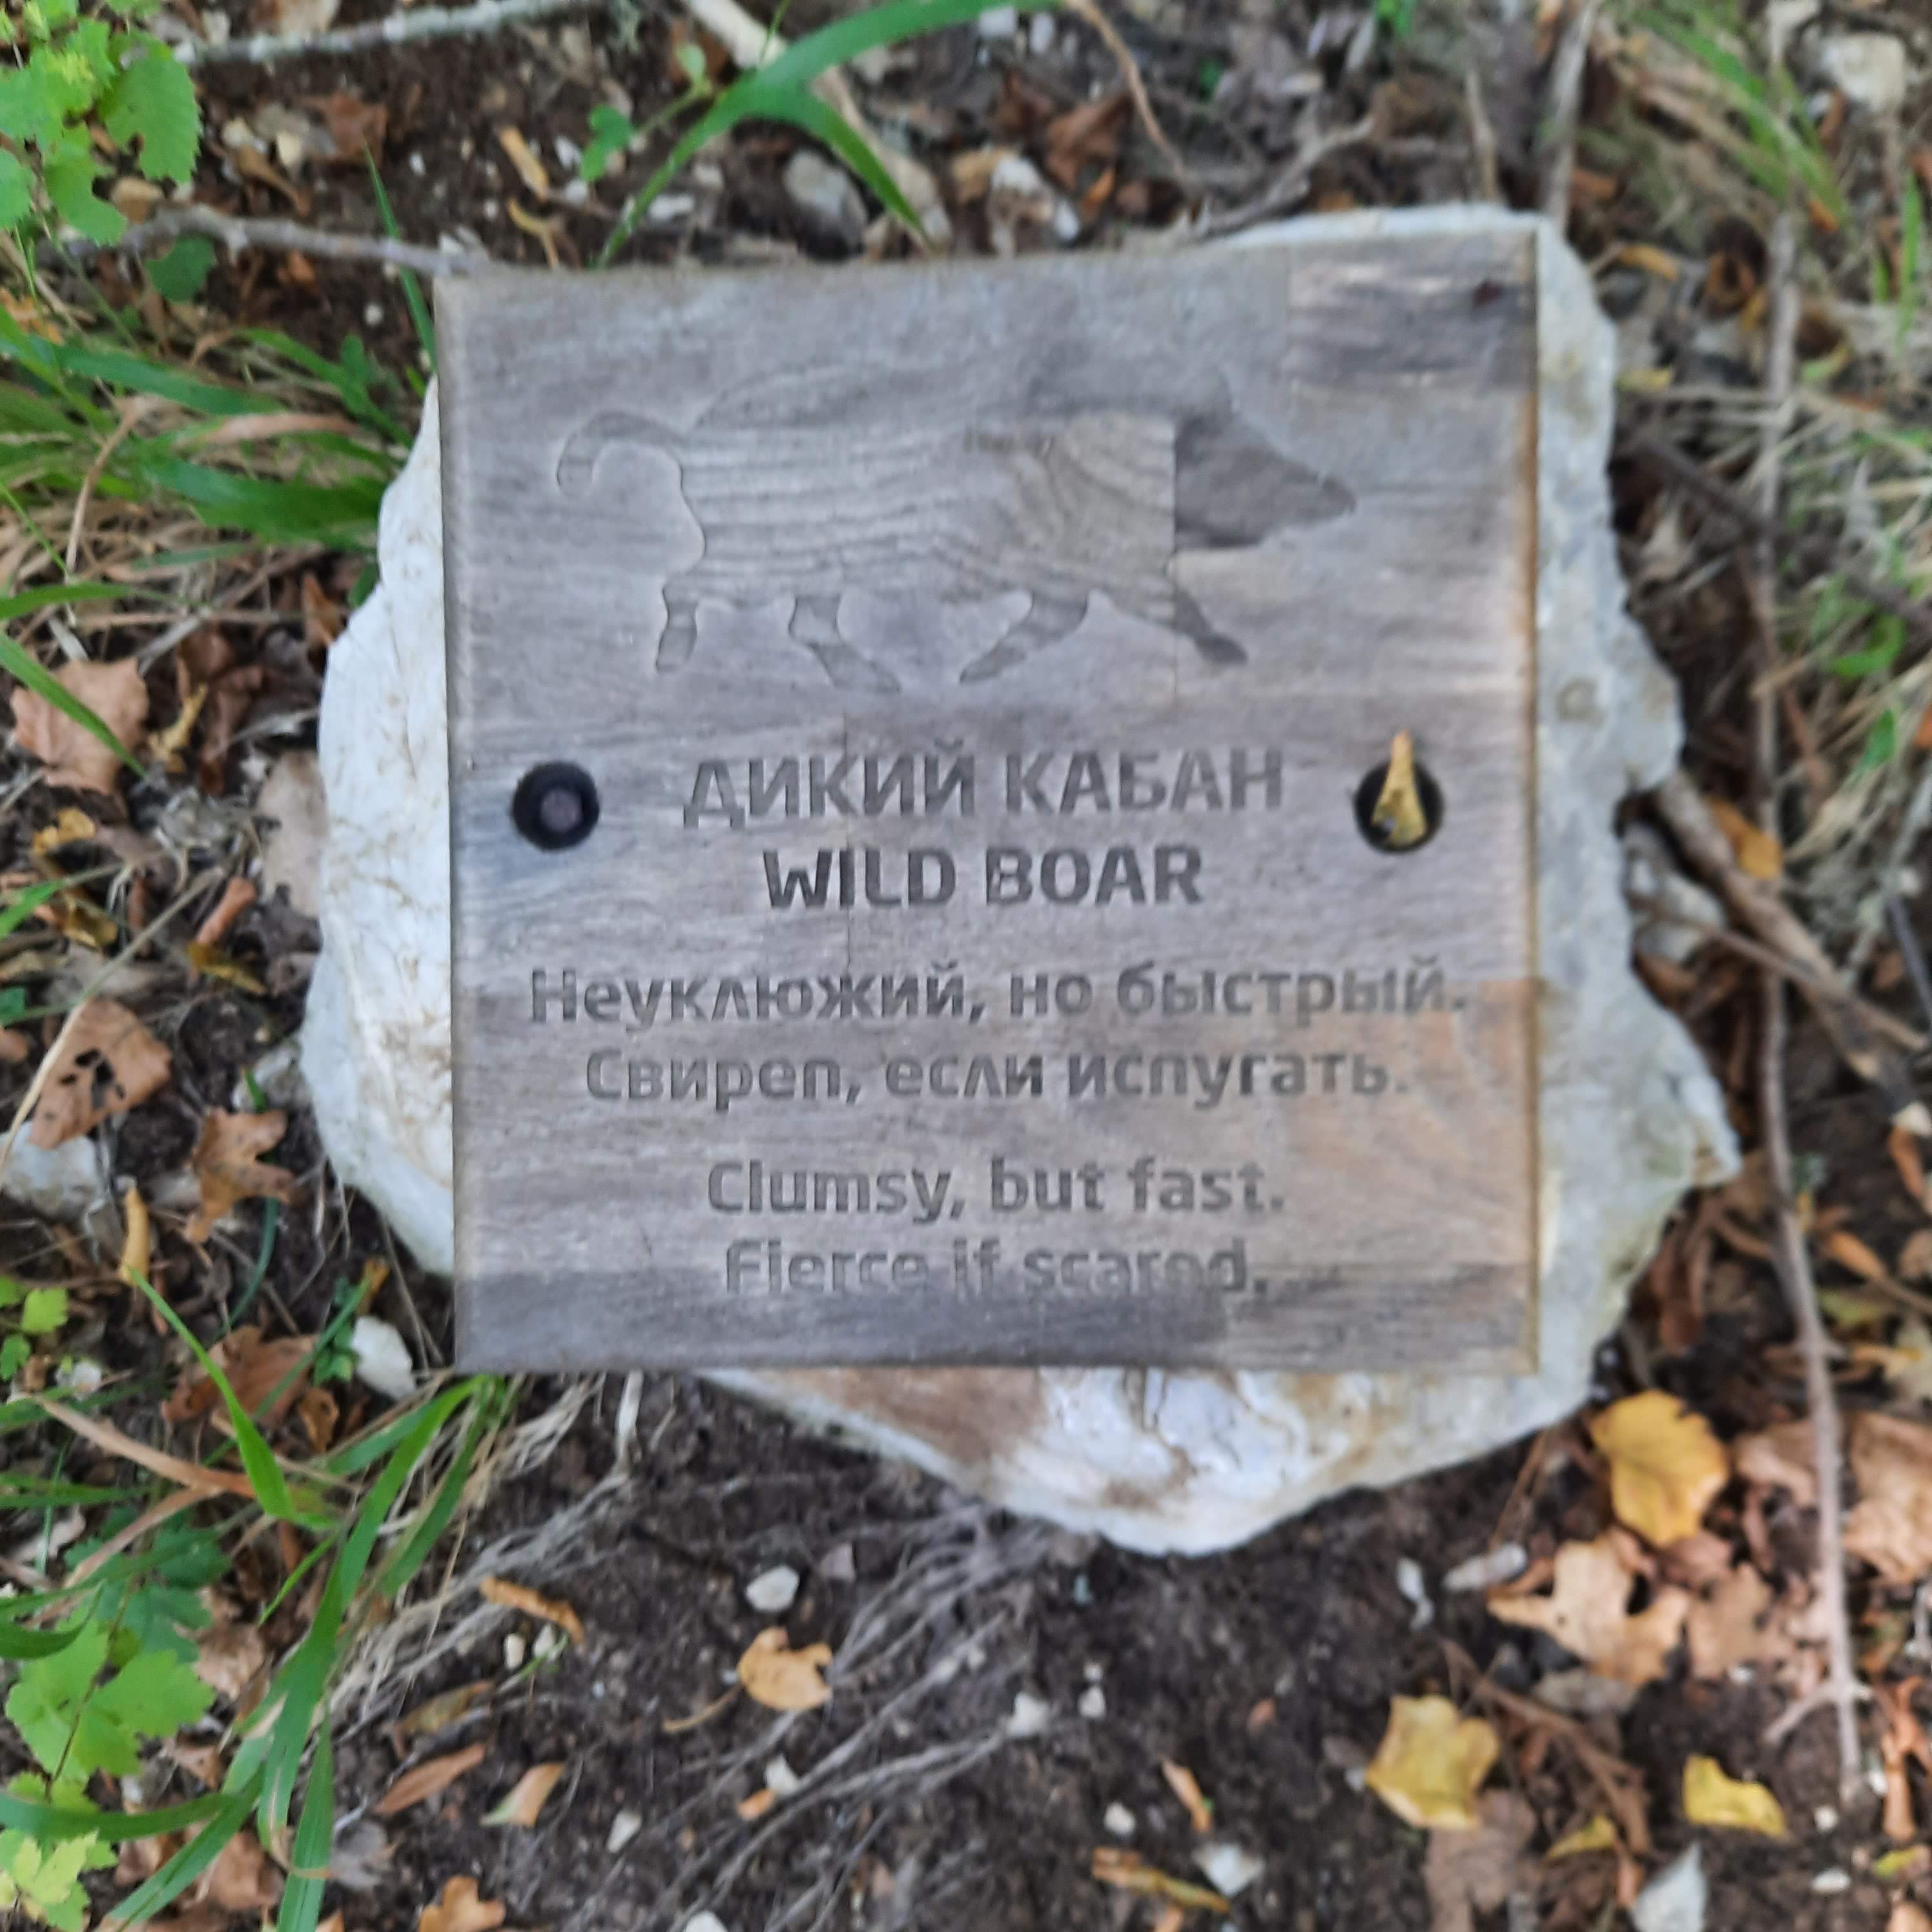 ДИКИЙ КАБАН
WILD BOAR
Неуклюжий, но быстрый.
Свиреп, если испугать.
Clumsy, but fast.
Fierce if scared.